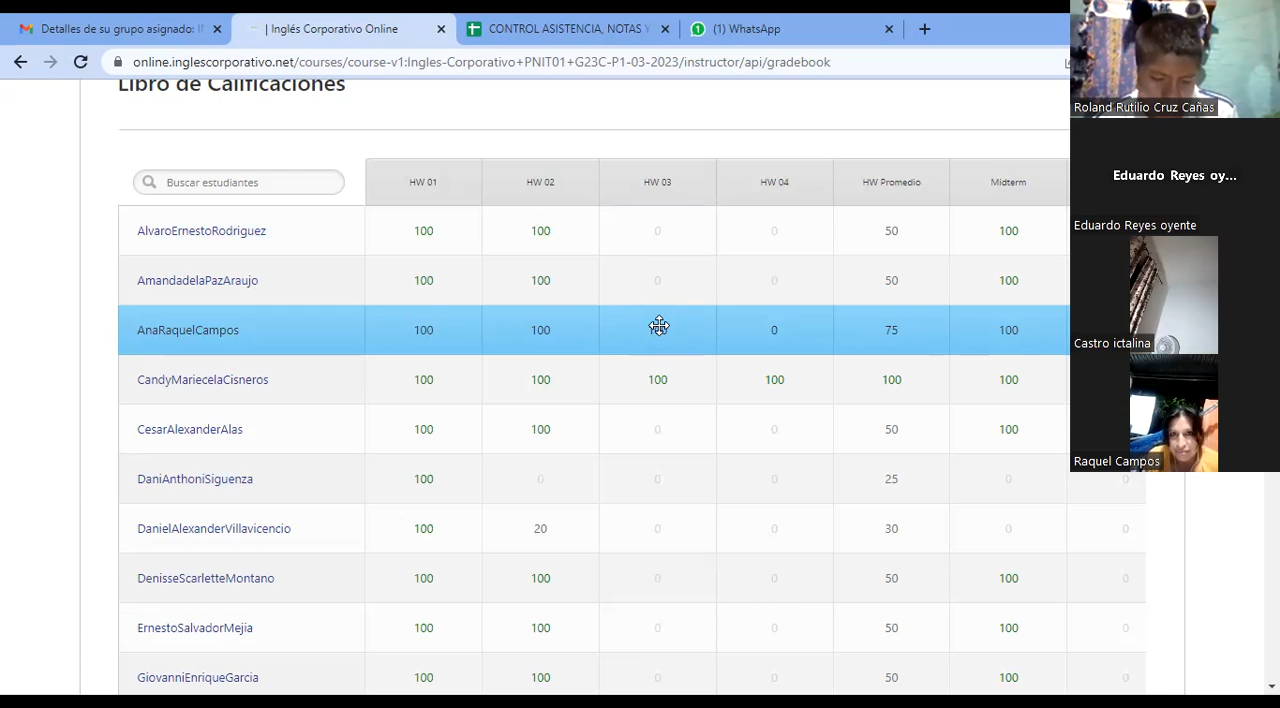 Detalles de su grupo asignado: I
| Inglés Corporativo Online
CONTROL ASISTENCIA, NOTAS Y
1 (1) WhatsApp
online.inglescorporativo.net/courses/course-v1:Ingles-Corporativo+PNIT01+G23C-P1-03-2023/instructor/api/gradebook
Libro de Calificaciones
Buscar estudiantes HW 01 HW 02 HW 03 HW 04 HW Promedio Midterm
AlvaroErnestoRodriguez 100 100 0 0 50 100
AmandadelaPazAraujo 100 100 0 0 50 100
AnaRaquelCampos 100 100 0 75 100
CandyMariecelaCisneros 100 100 100 100 100 100
CesarAlexanderAlas 100 100 0 0 50 100
DaniAnthoniSiguenza 100 0 0 0 25 0 0
DanielAlexanderVillavicencio 100 20 0 0 30 0 0
DenisseScarletteMontano 100 100 0 0 50 100 0
ErnestoSalvadorMejia 100 100 0 0 50 100 0
GiovanniEnriqueGarcia 100 100 0 0 50 100 0
Roland Rutilio Cruz Cañas
Eduardo Reyes oy...
Eduardo Reyes oyente
Castro ictalina
Raquel Campos